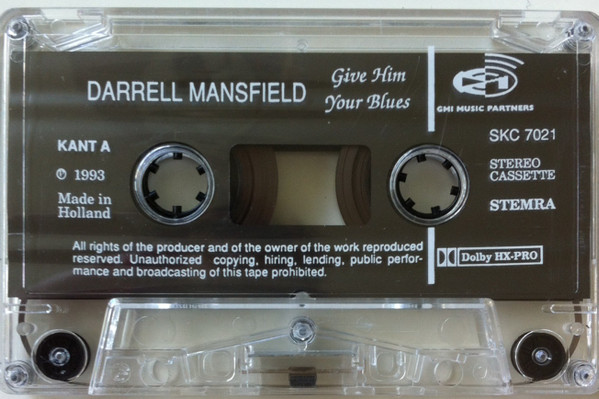 DARRELL MANSFIELD
Give Him
Your Blues
GMI MUSIC PARTNERS
KANT A
SKC 7021
℗ 1993
STEREO
CASSETTE
Made in
Holland
STEMRA
All rights of the producer and of the owner of the work reproduced
reserved. Unauthorized copying, hiring, lending, public perfor-
mance and broadcasting of this tape prohibited.
Dolby HX-PRO